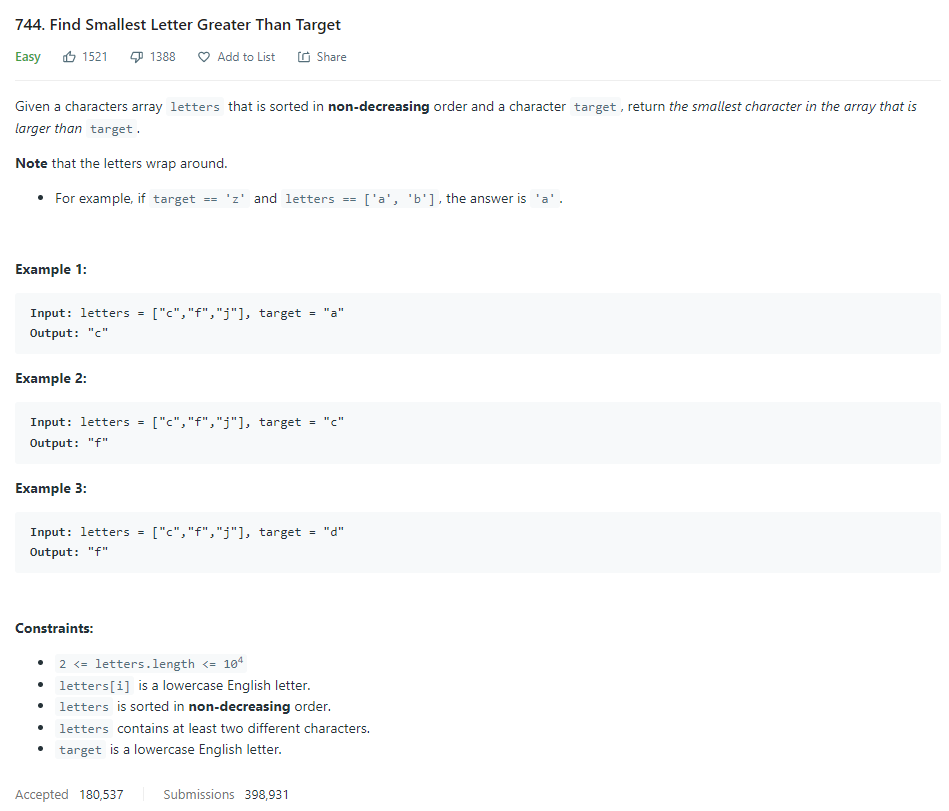 744. Find Smallest Letter Greater Than Target
Easy 1521 1388 Add to List Share
Given a characters array letters that is sorted in non-decreasing order and a character target, return the smallest character in the array that is
larger than target.
Note that the letters wrap around.
• For example, if target == 'z' and letters == ['a', 'b'], the answer is 'a'.
Example 1:
Input: letters = ["c","f","j"], target = "a"
Output: "c"
Example 2:
Input: letters = ["c","f","j"], target = "c"
Output: "f"
Example 3:
Input: letters = ["c","f","j"], target = "d"
Output: "f"
Constraints:
• 2 <= letters.length <= 10⁴
• letters[i] is a lowercase English letter.
• letters is sorted in non-decreasing order.
• letters contains at least two different characters.
• target is a lowercase English letter.
Accepted 180,537 Submissions 398,931